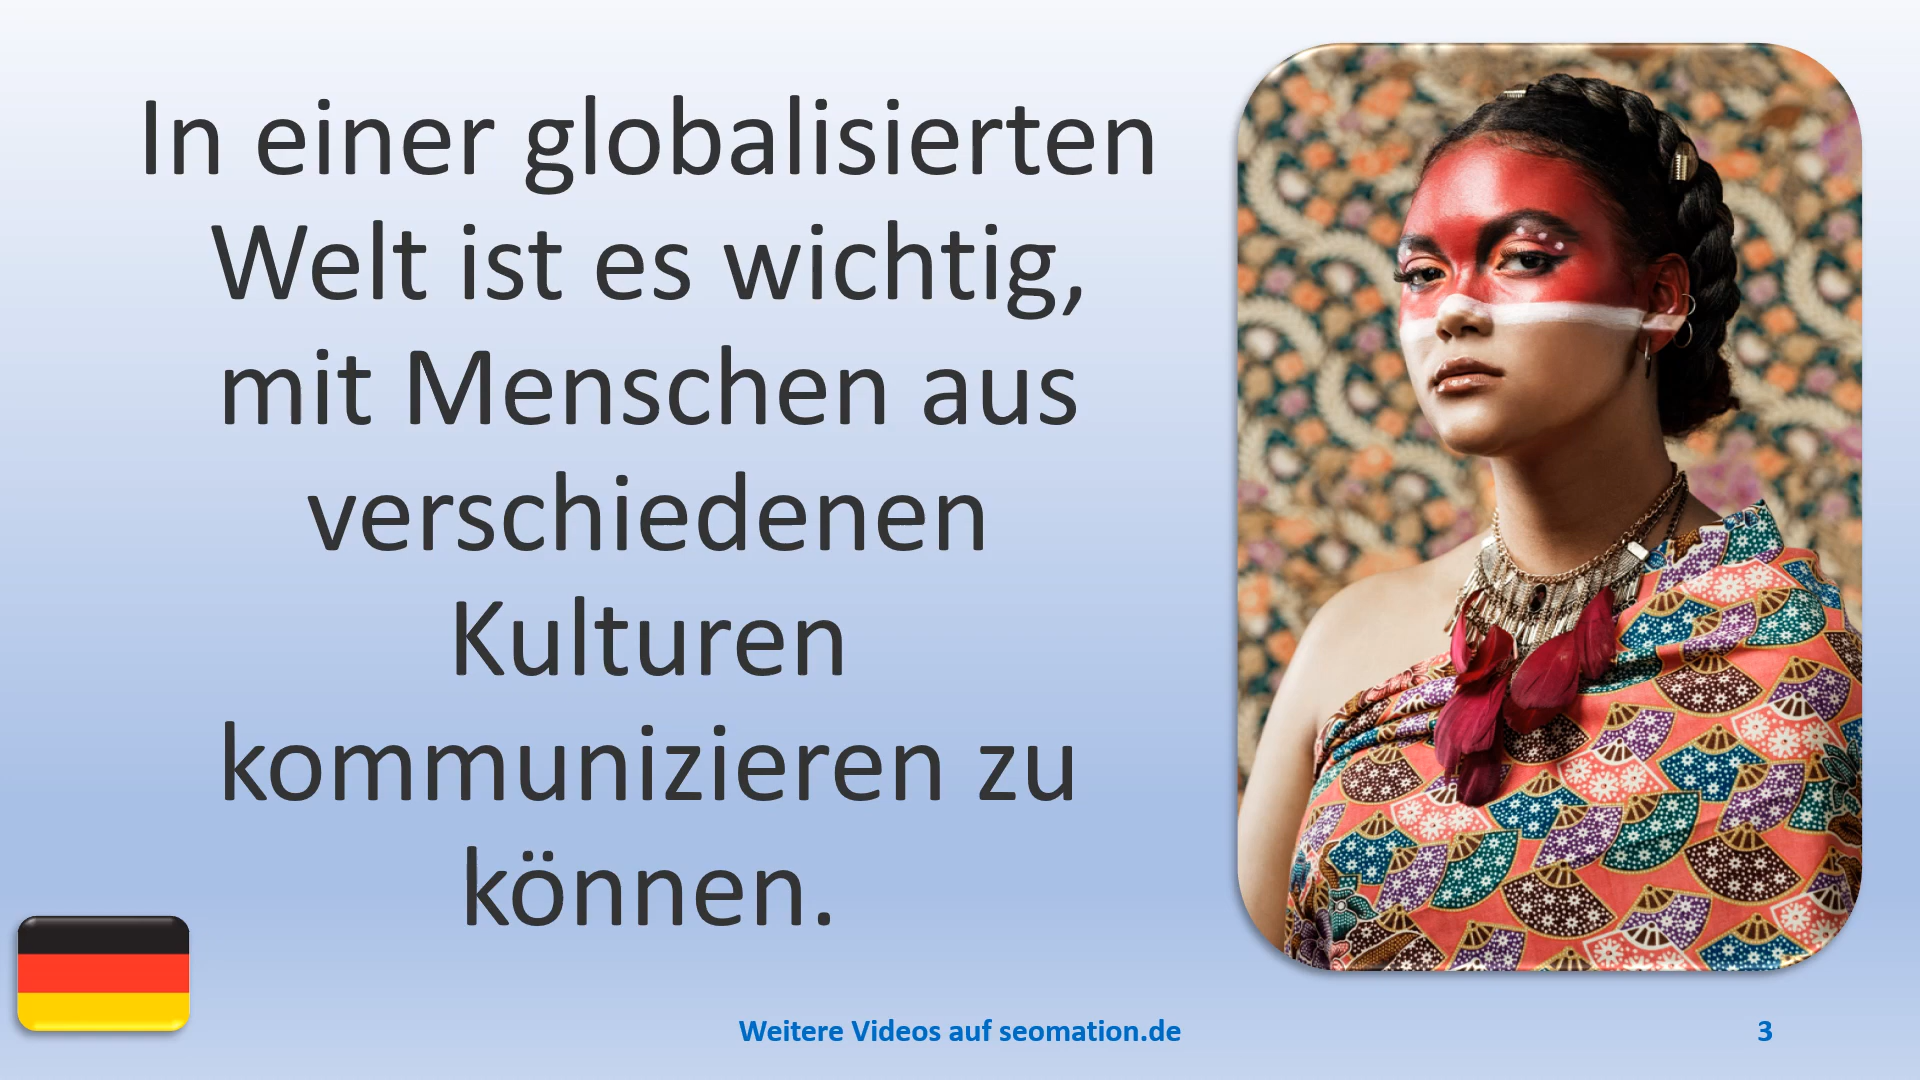 In einer globalisierten
Welt ist es wichtig,
mit Menschen aus
verschiedenen
Kulturen
kommunizieren zu
können.
Weitere Videos auf seomation.de
3